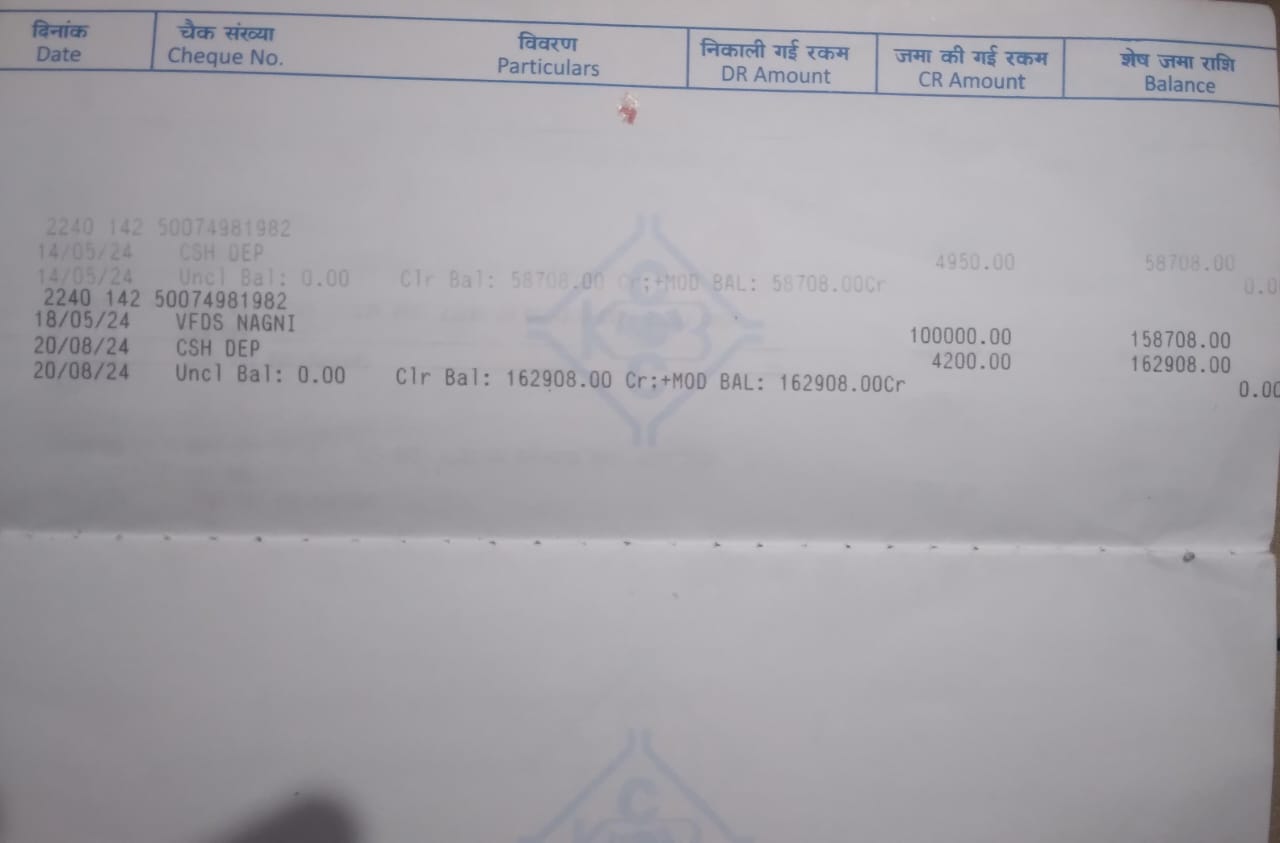 दिनांक चैक संख्या विवरण निकाली गई रकम जमा की गई रकम शेष जमा राशि
Date Cheque No. Particulars DR Amount CR Amount Balance
2240 142 50074981982
14/05/24 CSH DEP 4950.00 58708.00
14/05/24 Uncl Bal: 0.00 Clr Bal: 58708.00 Cr;+MOD BAL: 58708.00Cr 0.0
2240 142 50074981982
18/05/24 VFDS NAGNI 100000.00 158708.00
20/08/24 CSH DEP 4200.00 162908.00
20/08/24 Uncl Bal: 0.00 Clr Bal: 162908.00 Cr;+MOD BAL: 162908.00Cr 0.00